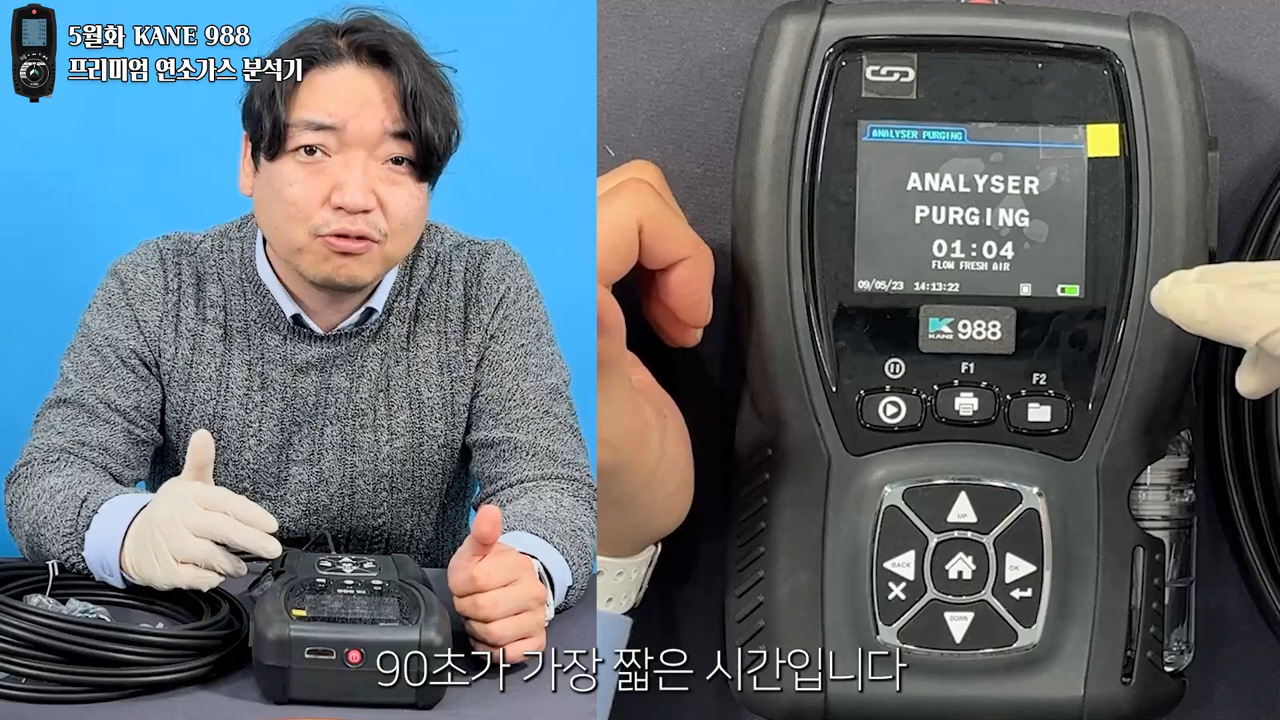 5월화 KANE 988
프리미엄 연소가스 분석기
ANALYSER PURGING
ANALYSER
PURGING
01:04
FLOW FRESH AIR
09/05/23 14:13:22
KANE 988
F1
F2
UP
BACK
OK
DOWN
90초가 가장 짧은 시간입니다